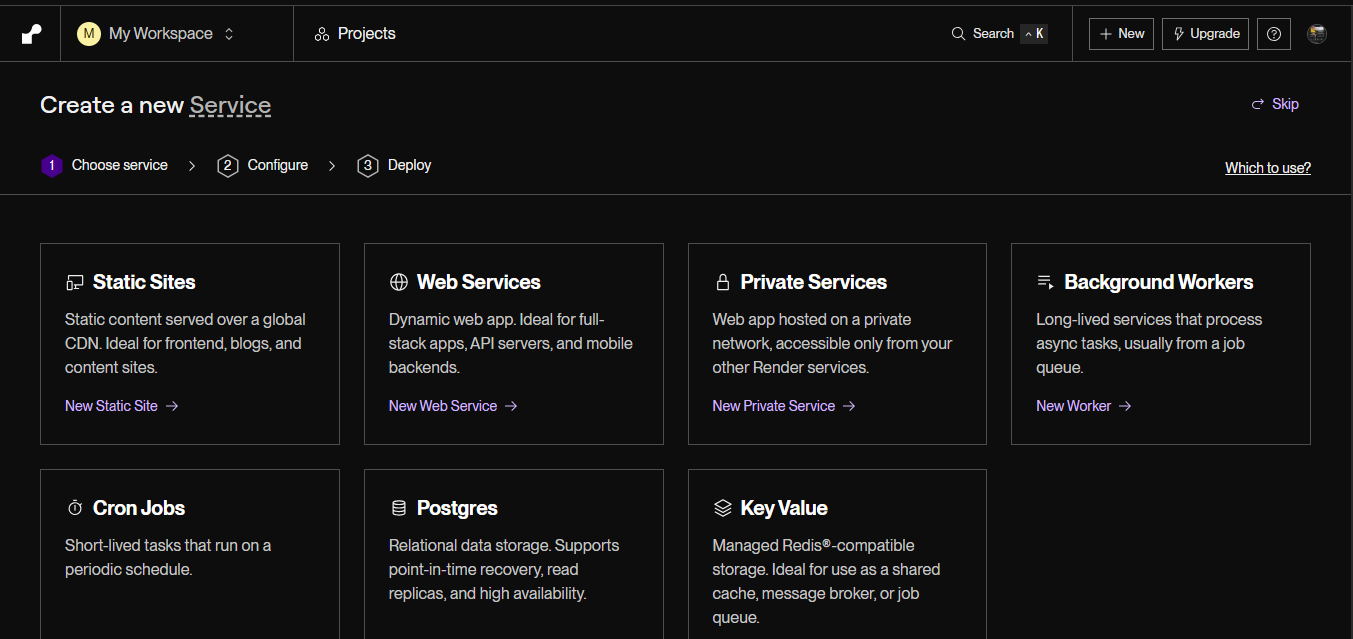 M My Workspace
Projects
Search ^ K
+ New
Upgrade
?
Create a new Service
Skip
1 Choose service
2 Configure
3 Deploy
Which to use?
Static Sites
Static content served over a global
CDN. Ideal for frontend, blogs, and
content sites.
New Static Site →
Web Services
Dynamic web app. Ideal for full-
stack apps, API servers, and mobile
backends.
New Web Service →
Private Services
Web app hosted on a private
network, accessible only from your
other Render services.
New Private Service →
Background Workers
Long-lived services that process
async tasks, usually from a job
queue.
New Worker →
Cron Jobs
Short-lived tasks that run on a
periodic schedule.
Postgres
Relational data storage. Supports
point-in-time recovery, read
replicas, and high availability.
Key Value
Managed Redis®-compatible
storage. Ideal for use as a shared
cache, message broker, or job
queue.